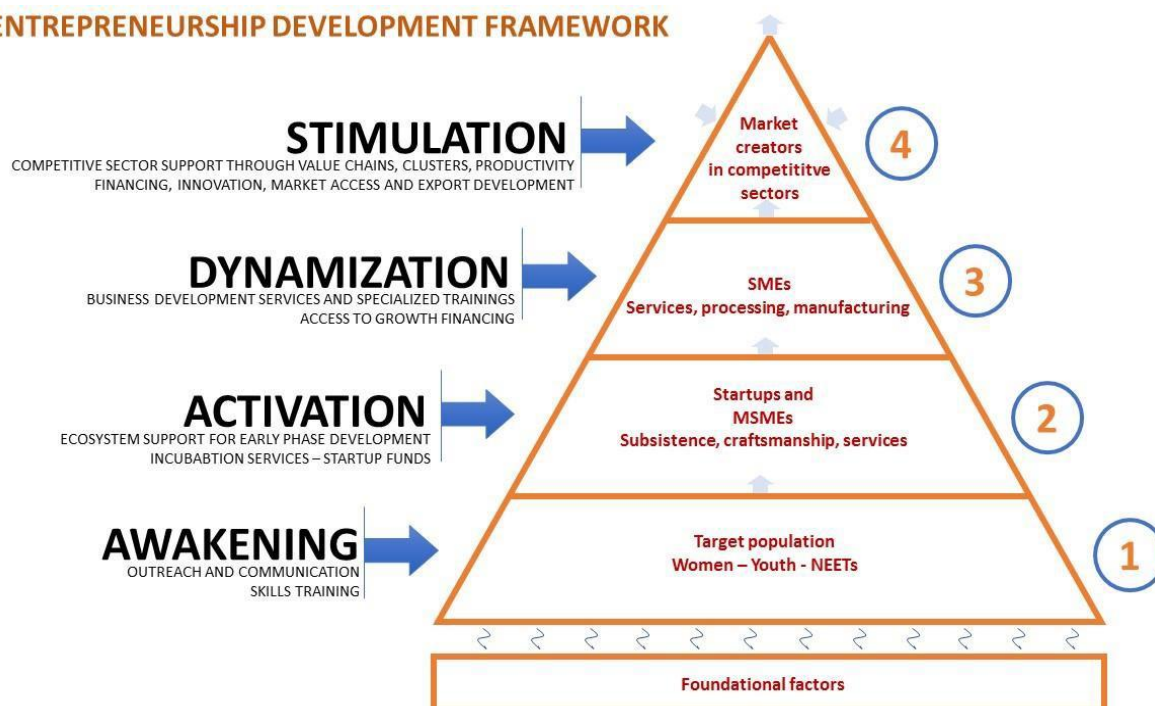 ENTREPRENEURSHIP DEVELOPMENT FRAMEWORK
STIMULATION
COMPETITIVE SECTOR SUPPORT THROUGH VALUE CHAINS, CLUSTERS, PRODUCTIVITY
FINANCING, INNOVATION, MARKET ACCESS AND EXPORT DEVELOPMENT
Market
creators
in competititve
sectors
4
DYNAMIZATION
BUSINESS DEVELOPMENT SERVICES AND SPECIALIZED TRAININGS
ACCESS TO GROWTH FINANCING
SMEs
Services, processing, manufacturing
3
ACTIVATION
ECOSYSTEM SUPPORT FOR EARLY PHASE DEVELOPMENT
INCUBABTION SERVICES – STARTUP FUNDS
Startups and
MSMEs
Subsistence, craftsmanship, services
2
AWAKENING
OUTREACH AND COMMUNICATION
SKILLS TRAINING
Target population
Women – Youth - NEETs
1
Foundational factors